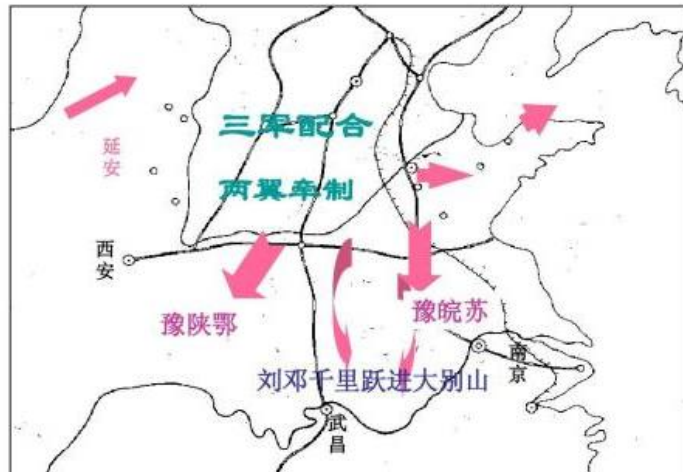 三军配合
延安
两翼牵制
西安
豫陕鄂
豫皖苏
南京
刘邓千里跃进大别山
武昌